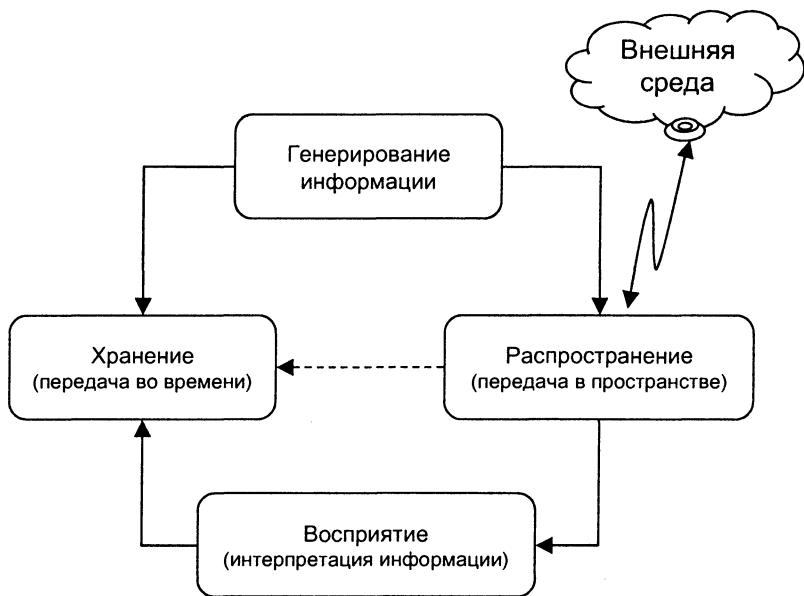 Внешняя
среда
Генерирование
информации
Хранение
(передача во времени)
Распространение
(передача в пространстве)
Восприятие
(интерпретация информации)